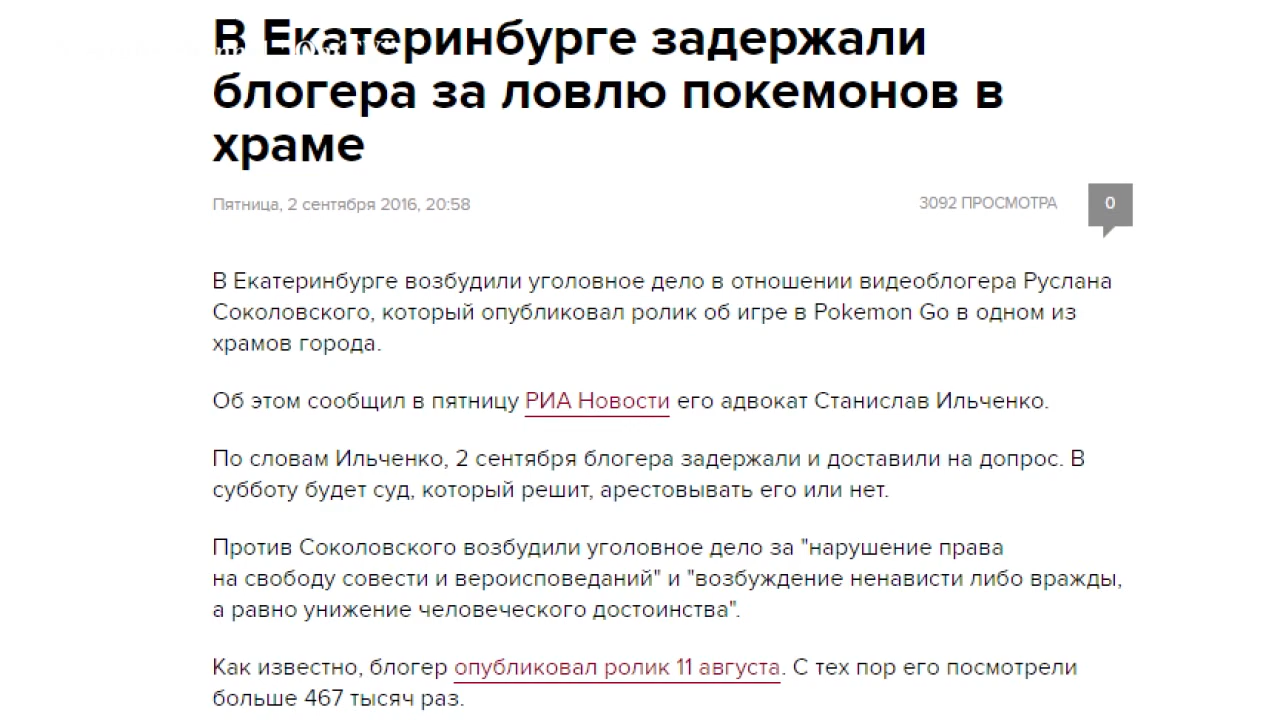 В Екатеринбурге задержали
блогера за ловлю покемонов в
храме
Пятница, 2 сентября 2016, 20:58
3092 ПРОСМОТРА
0
В Екатеринбурге возбудили уголовное дело в отношении видеоблогера Руслана
Соколовского, который опубликовал ролик об игре в Pokemon Go в одном из
храмов города.
Об этом сообщил в пятницу РИА Новости его адвокат Станислав Ильченко.
По словам Ильченко, 2 сентября блогера задержали и доставили на допрос. В
субботу будет суд, который решит, арестовывать его или нет.
Против Соколовского возбудили уголовное дело за "нарушение права
на свободу совести и вероисповеданий" и "возбуждение ненависти либо вражды,
а равно унижение человеческого достоинства".
Как известно, блогер опубликовал ролик 11 августа. С тех пор его посмотрели
больше 467 тысяч раз.